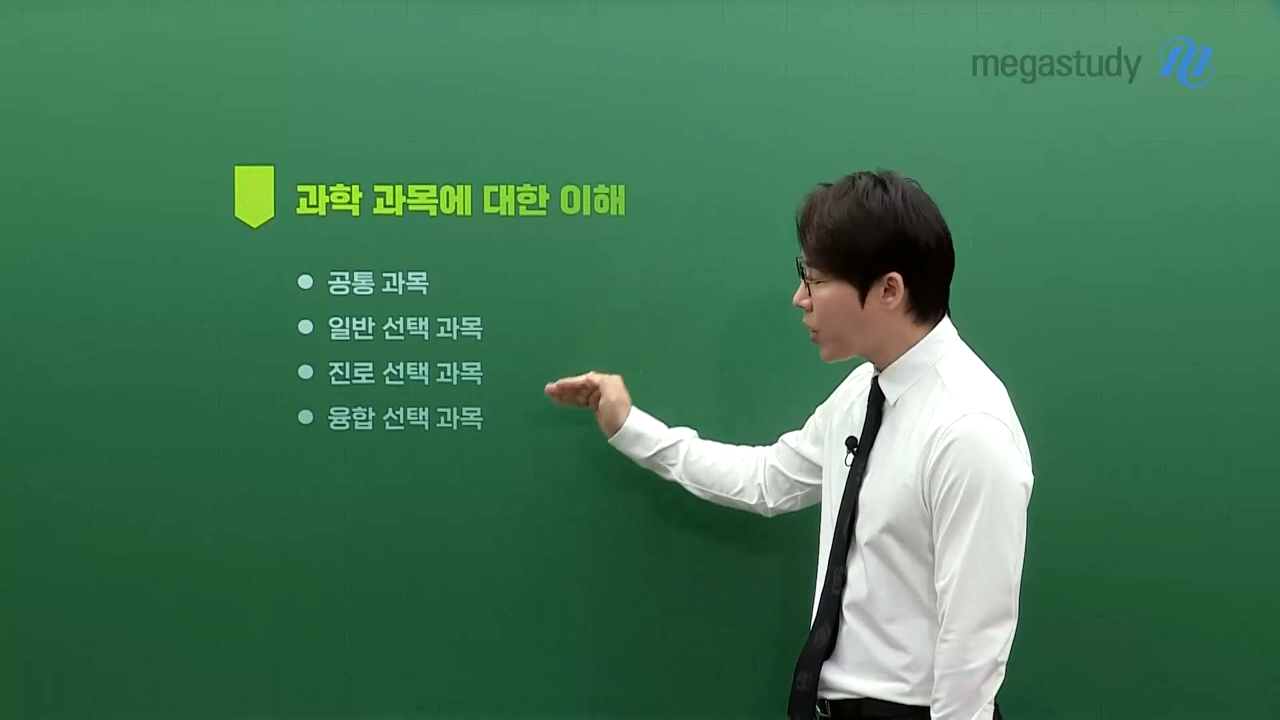 megastudy
과학 과목에 대한 이해
공통 과목
일반 선택 과목
진로 선택 과목
융합 선택 과목